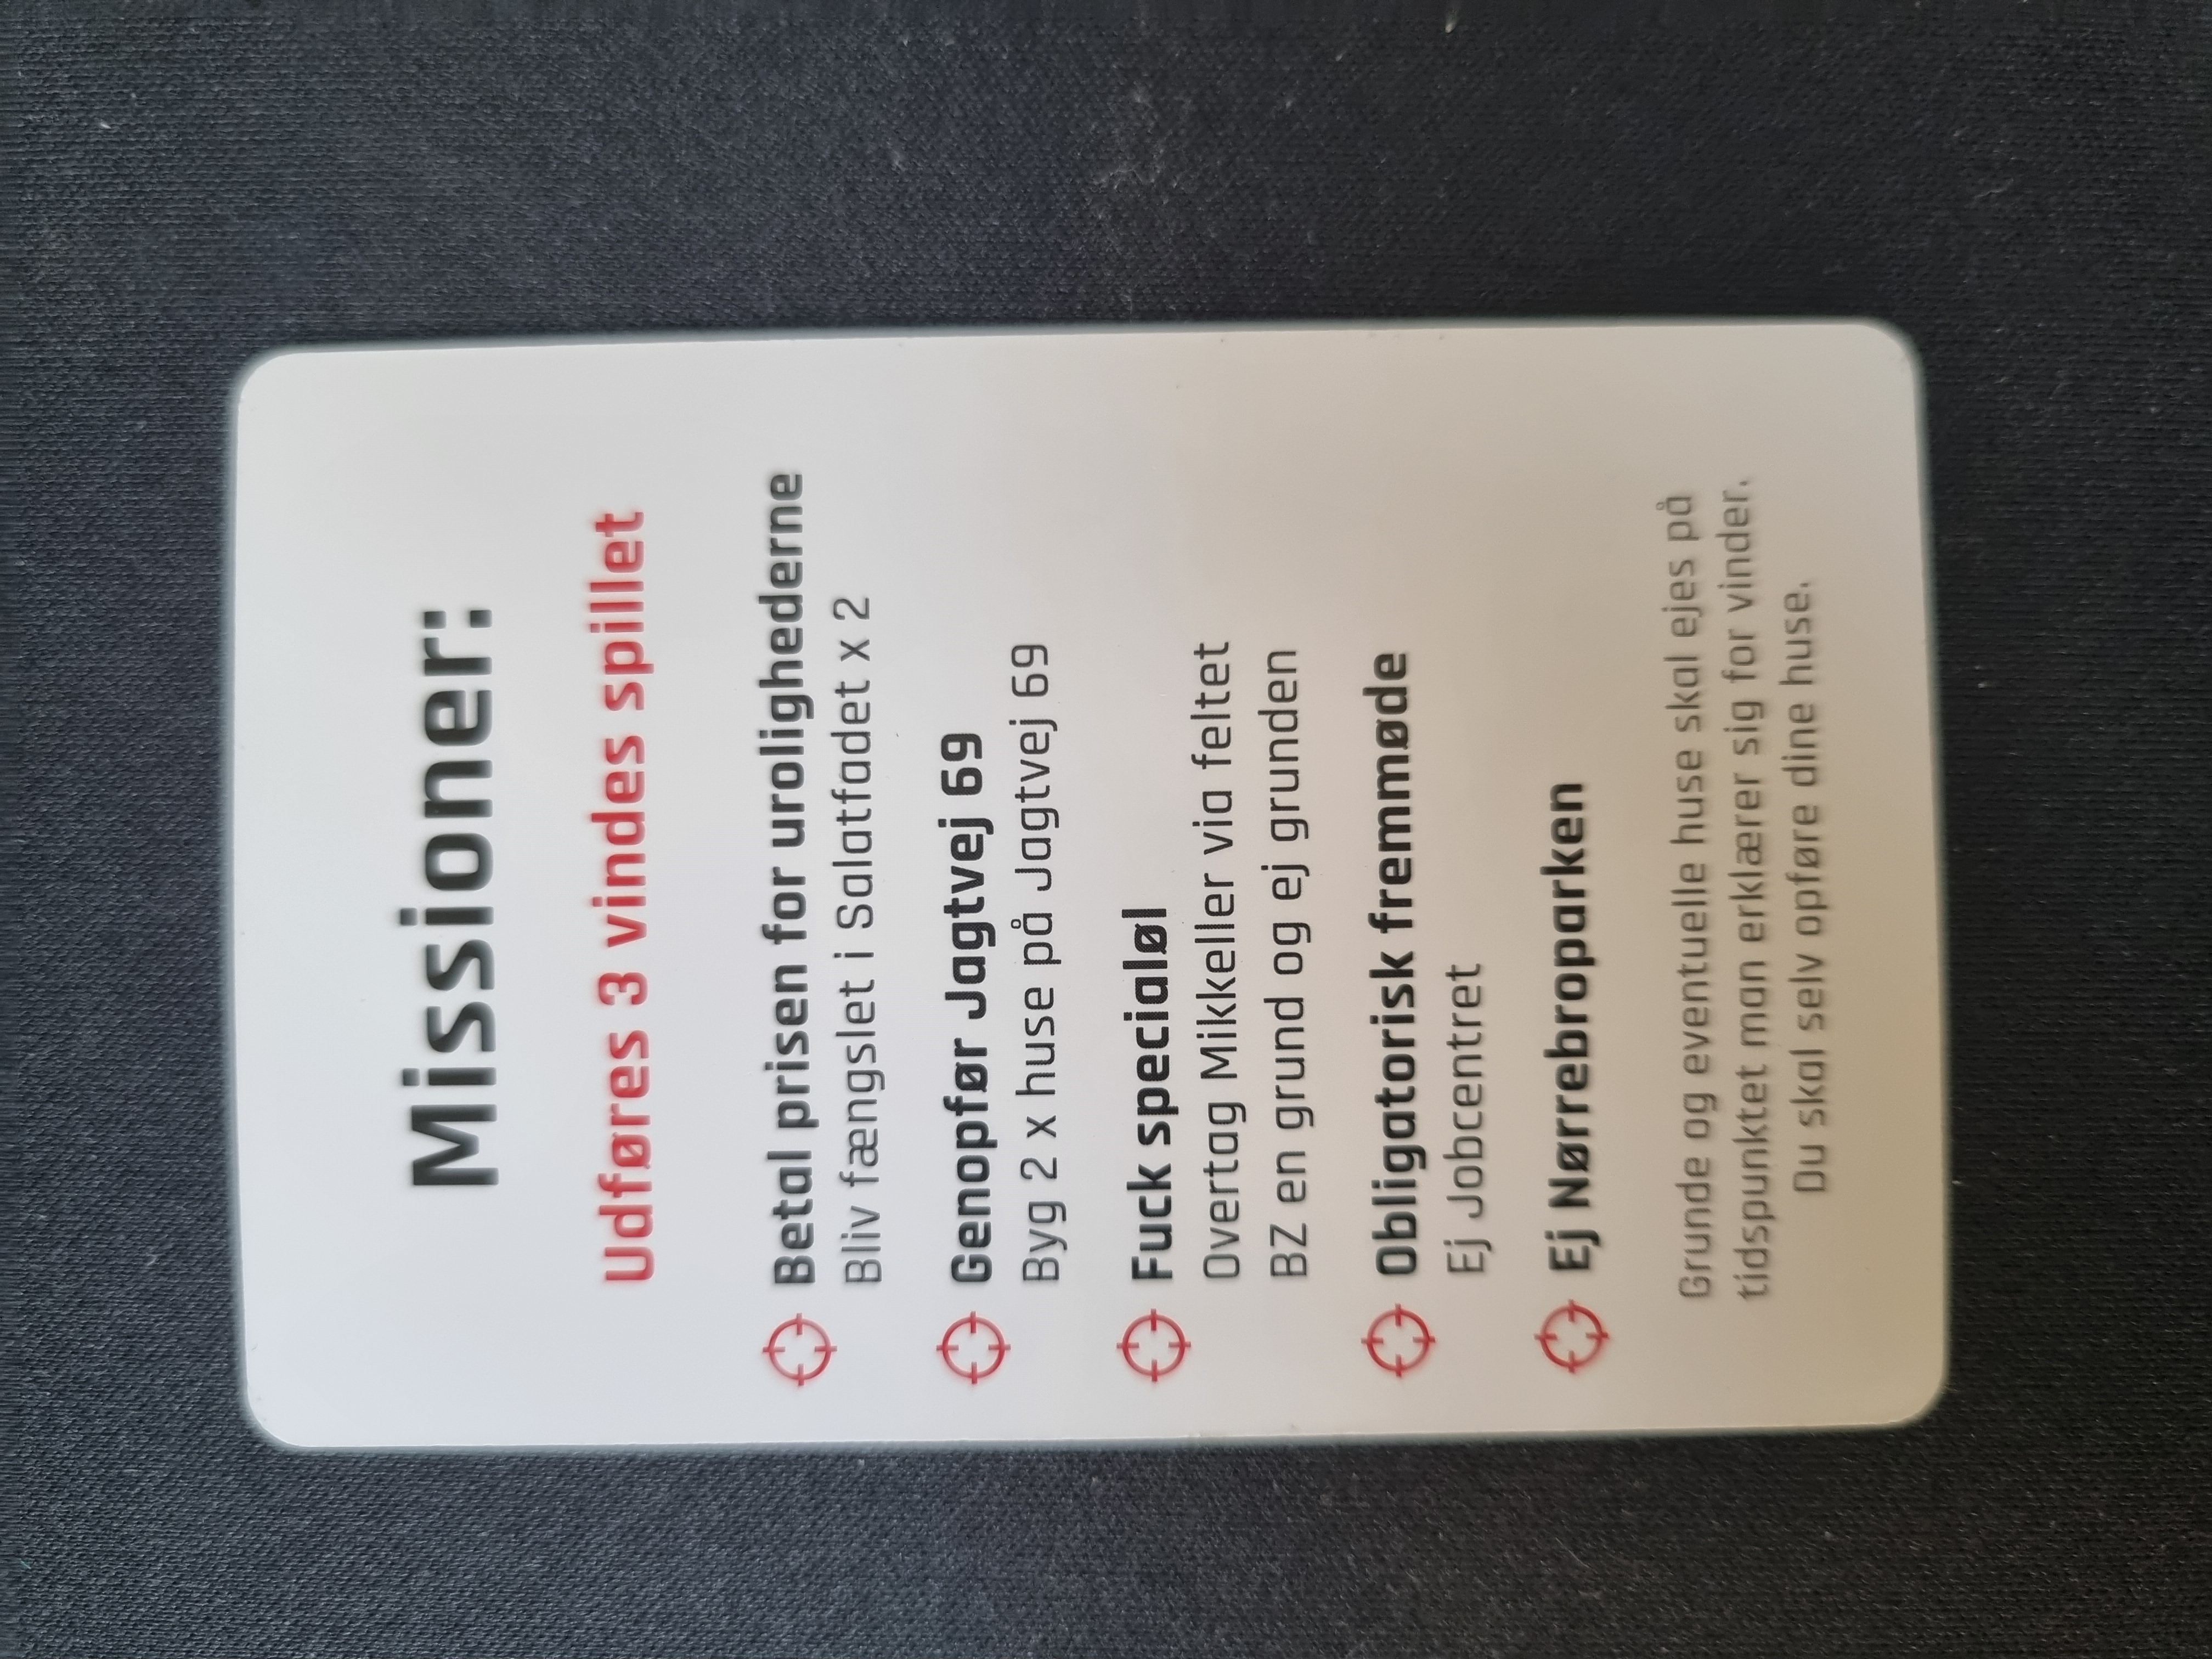 Missioner:
Udføres 3 vindes spillet
Betal prisen for urolighederne
Bliv fængslet i Salatfadet x 2
Genopfør Jagtvej 69
Byg 2 x huse på Jagtvej 69
Fuck specialøl
Overtag Mikkeller via feltet
BZ en grund og ej grunden
Obligatorisk fremmøde
Ej Jobcentret
Ej Nørrebroparken
Grunde og eventuelle huse skal ejes på
tidspunktet man erklærer sig for vinder.
Du skal selv opføre dine huse.